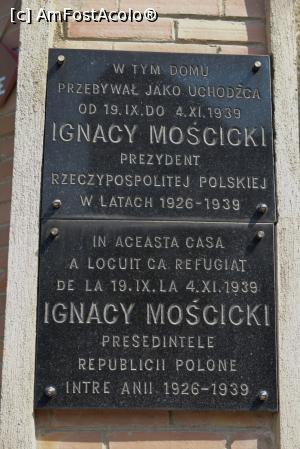 [c] AmFostAcolo®
W TYM DOMU
PRZEBYWAŁ JAKO UCHODŹCA
OD 19.IX.DO 4.XI.1939
IGNACY MOŚCICKI
PREZYDENT
RZECZYPOSPOLITEJ POLSKIEJ
W LATACH 1926-1939
IN ACEASTA CASA
A LOCUIT CA REFUGIAT
DE LA 19.IX.LA 4.XI.1939
IGNACY MOŚCICKI
PRESEDINTELE
REPUBLICII POLONE
INTRE ANII 1926-1939